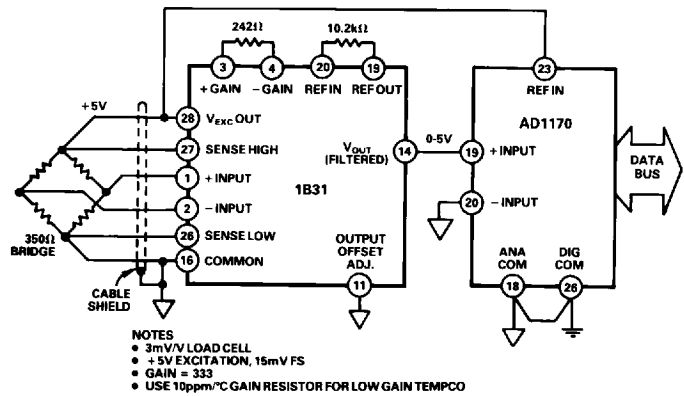 242Ω
10.2kΩ
3
4
20
19
23
+ GAIN
− GAIN
REF IN
REF OUT
REF IN
+5V
28
VEXC OUT
AD1170
27
SENSE HIGH
VOUT
(FILTERED)
14
0-5V
19
+ INPUT
DATA
BUS
1
+ INPUT
1B31
2
− INPUT
20
− INPUT
350Ω
BRIDGE
26
SENSE LOW
16
COMMON
OUTPUT
OFFSET
ADJ.
11
ANA
COM
18
DIG
COM
26
CABLE
SHIELD
NOTES
● 3mV/V LOAD CELL
● +5V EXCITATION, 15mV FS
● GAIN = 333
● USE 10ppm/°C GAIN RESISTOR FOR LOW GAIN TEMPCO